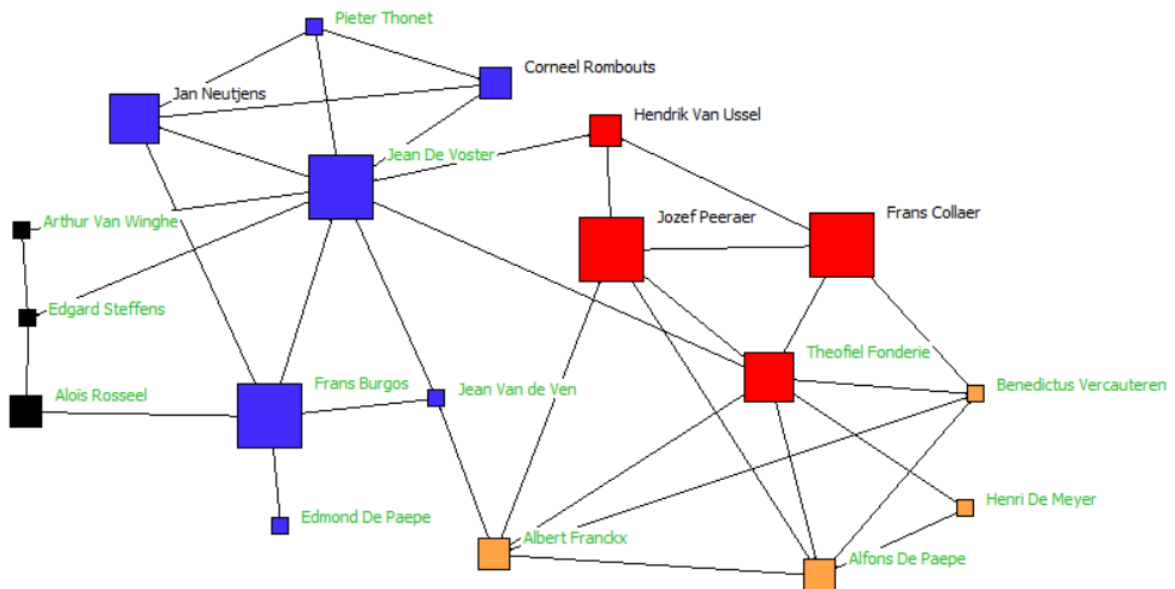 Pieter Thonet
Corneel Rombouts
Jan Neutjens
Hendrik Van Ussel
Jean De Voster
Jozef Peeraer
Frans Collaer
Arthur Van Winghe
Edgard Steffens
Theofiel Fonderie
Frans Burgos
Jean Van de Ven
Benedictus Vercauteren
Aloïs Rosseel
Henri De Meyer
Edmond De Paepe
Albert Franckx
Alfons De Paepe